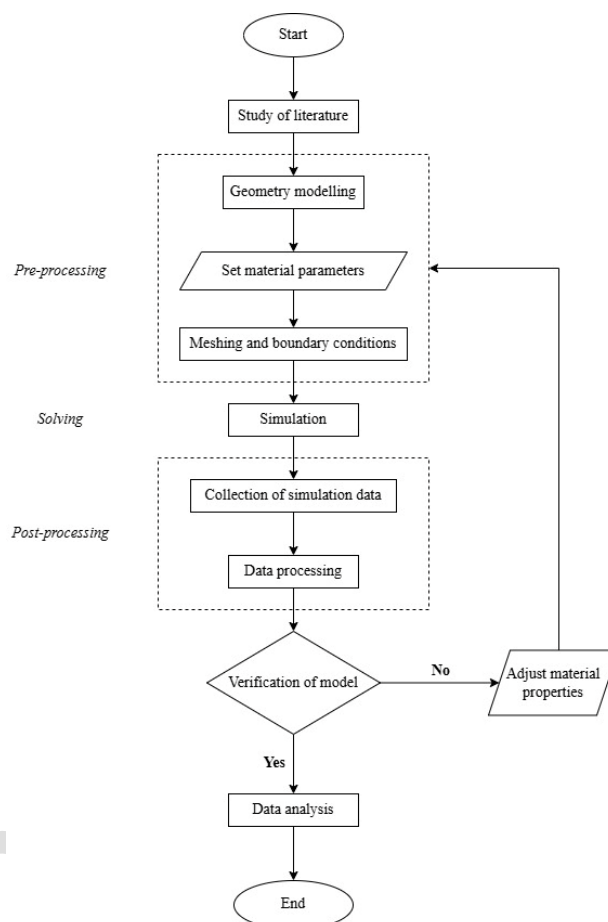 Start
Study of literature
Geometry modelling
Pre-processing
Set material parameters
Meshing and boundary conditions
Solving
Simulation
Collection of simulation data
Post-processing
Data processing
Verification of model
No
Adjust material
properties
Yes
Data analysis
End